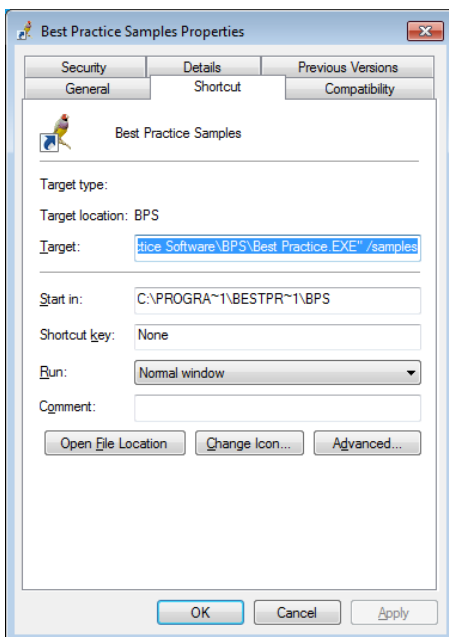 Best Practice Samples Properties
Security Details Previous Versions
General Shortcut Compatibility
Best Practice Samples
Target type:
Target location: BPS
Target: ctice Software\BPS\Best Practice.EXE" /samples
Start in: C:\PROGRA~1\BESTPR~1\BPS
Shortcut key: None
Run: Normal window
Comment:
Open File Location Change Icon... Advanced...
OK Cancel Apply